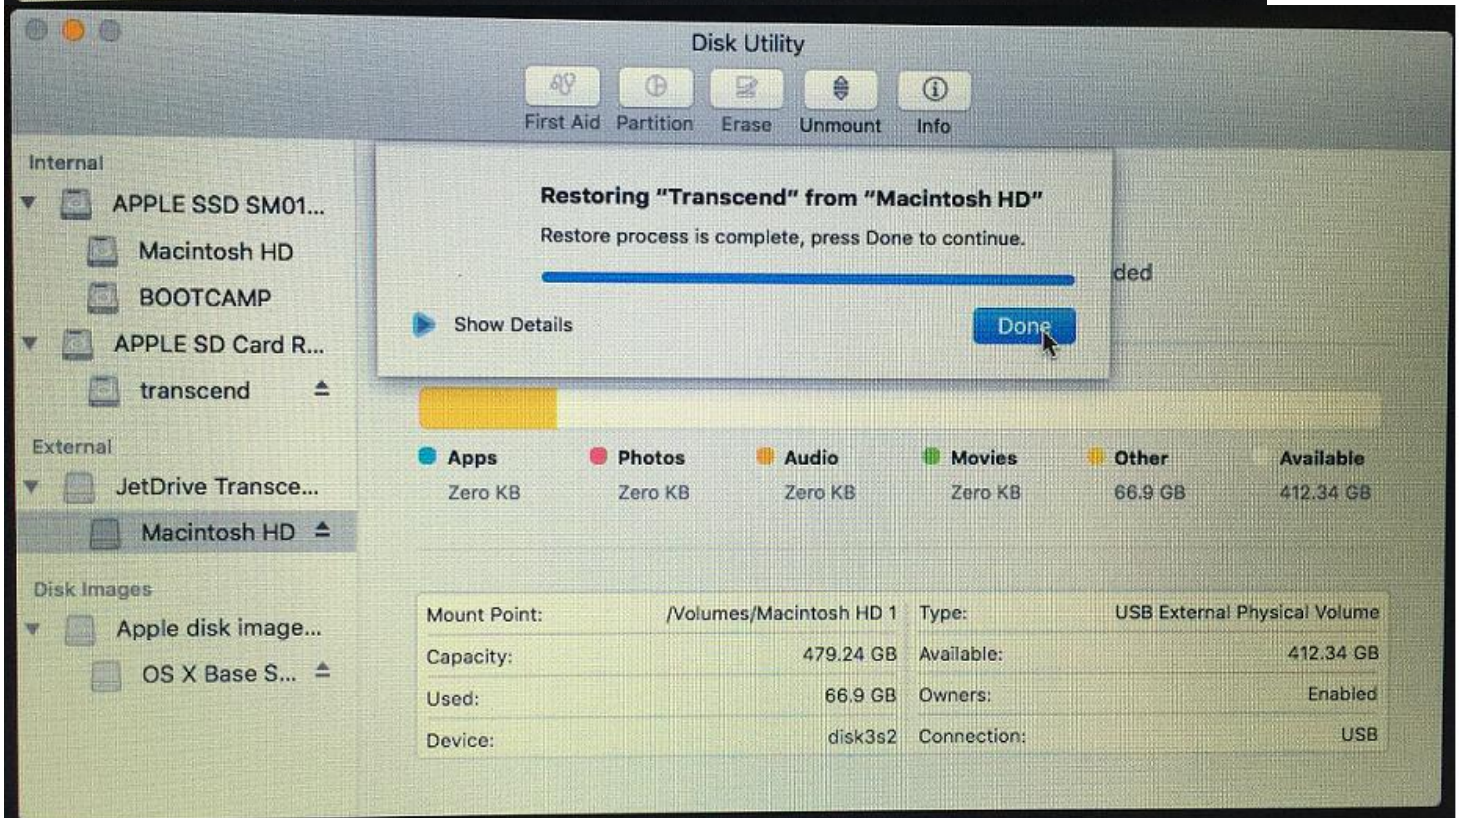 Disk Utility
First Aid Partition Erase Unmount Info
Internal
APPLE SSD SM01...
Macintosh HD
BOOTCAMP
APPLE SD Card R...
transcend
External
JetDrive Transce...
Macintosh HD
Disk Images
Apple disk image...
OS X Base S...
Restoring “Transcend” from “Macintosh HD”
Restore process is complete, press Done to continue.
ded
Show Details
Done
Apps Photos Audio Movies Other Available
Zero KB Zero KB Zero KB Zero KB 66.9 GB 412.34 GB
Mount Point: /Volumes/Macintosh HD 1 Type: USB External Physical Volume
Capacity: 479.24 GB Available: 412.34 GB
Used: 66.9 GB Owners: Enabled
Device: disk3s2 Connection: USB